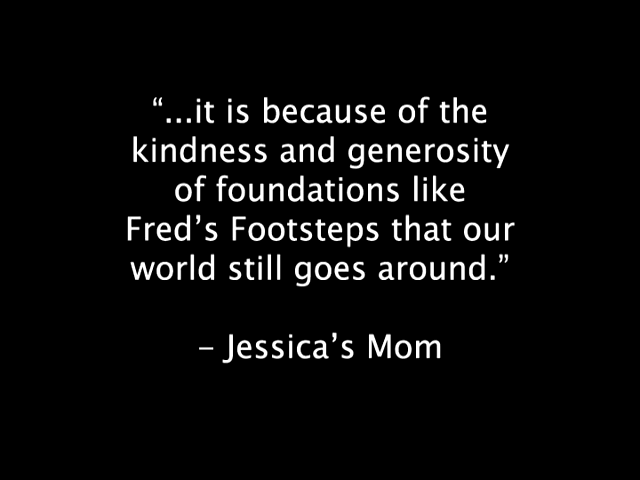 “...it is because of the
kindness and generosity
of foundations like
Fred’s Footsteps that our
world still goes around.”
– Jessica’s Mom